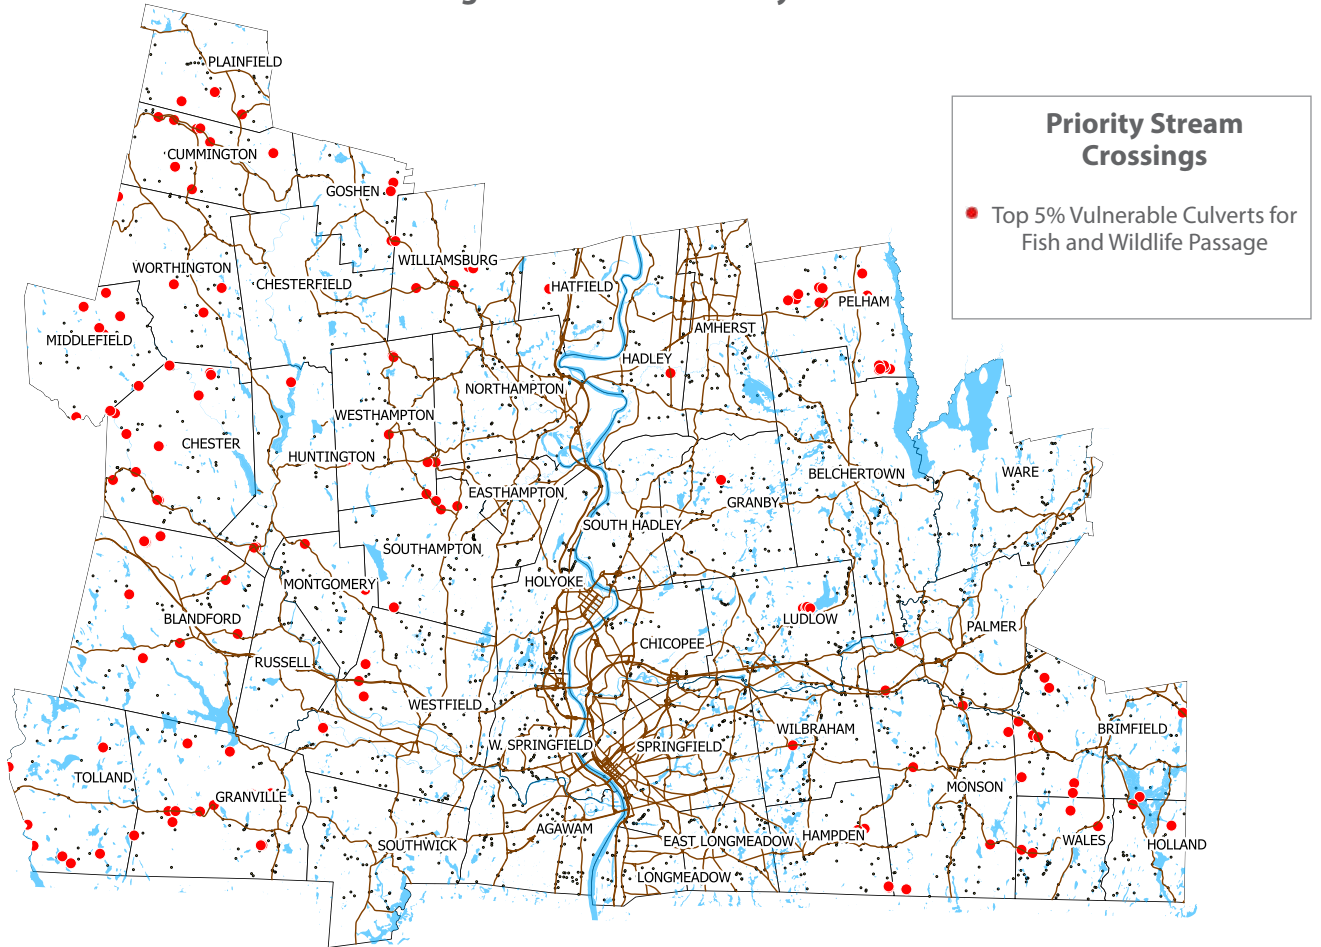 PLAINFIELD
Priority Stream
Crossings
CUMMINGTON
GOSHEN
Top 5% Vulnerable Culverts for
Fish and Wildlife Passage
WILLIAMSBURG
WORTHINGTON
CHESTERFIELD
HATFIELD
PELHAM
AMHERST
MIDDLEFIELD
HADLEY
NORTHAMPTON
WESTHAMPTON
CHESTER
HUNTINGTON
BELCHERTOWN
WARE
EASTHAMPTON
GRANBY
SOUTH HADLEY
SOUTHAMPTON
HOLYOKE
MONTGOMERY
BLANDFORD
LUDLOW
PALMER
CHICOPEE
RUSSELL
WESTFIELD
WILBRAHAM
BRIMFIELD
W. SPRINGFIELD
SPRINGFIELD
TOLLAND
MONSON
GRANVILLE
AGAWAM
HAMPDEN
EAST LONGMEADOW
WALES
HOLLAND
SOUTHWICK
LONGMEADOW